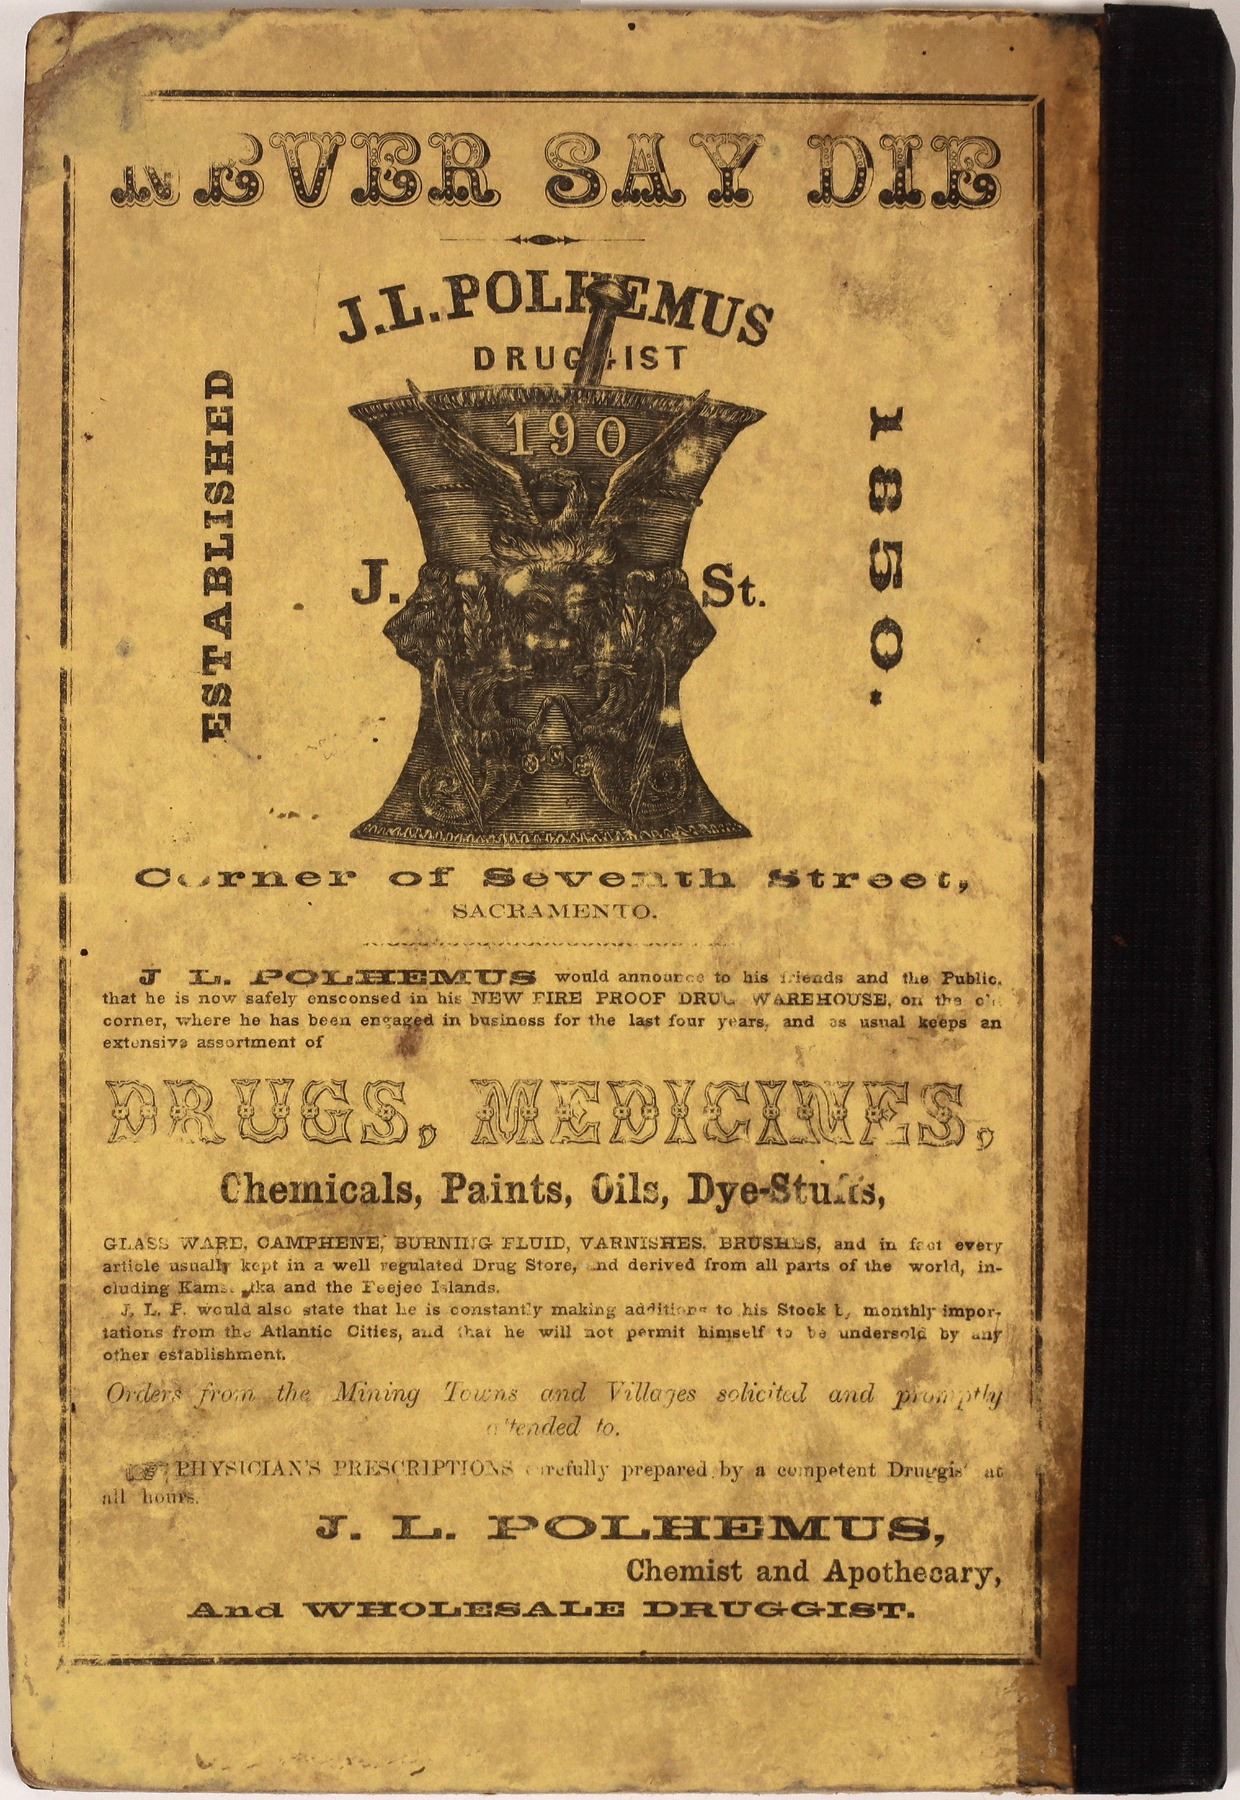 NEVER SAY DIE
J.L. POLHEMUS
DRUGGIST
190
J. St.
ESTABLISHED
1850.
Corner of Seventh Street,
SACRAMENTO.
J L. POLHEMUS would announce to his friends and the Public,
that he is now safely ensconsed in his NEW FIRE PROOF DRUG WAREHOUSE, on the old
corner, where he has been engaged in business for the last four years, and as usual keeps an
extensive assortment of
DRUGS, MEDICINES,
Chemicals, Paints, Oils, Dye-Stuffs,
GLASS WARE, CAMPHENE, BURNING FLUID, VARNISHES, BRUSHES, and in fact every
article usually kept in a well regulated Drug Store, and derived from all parts of the world, in-
cluding and the Feejee Islands.
J. L. P. would also state that he is constantly making additions to his Stock by monthly impor-
tations from the Atlantic Cities, and that he will not permit himself to be undersold by any
other establishment.
Orders from the Mining Towns and Villages solicited and promptly
attended to.
☞ PHYSICIAN'S PRESCRIPTIONS carefully prepared by a competent Druggist at
all hours.
J. L. POLHEMUS,
Chemist and Apothecary,
And WHOLESALE DRUGGIST.